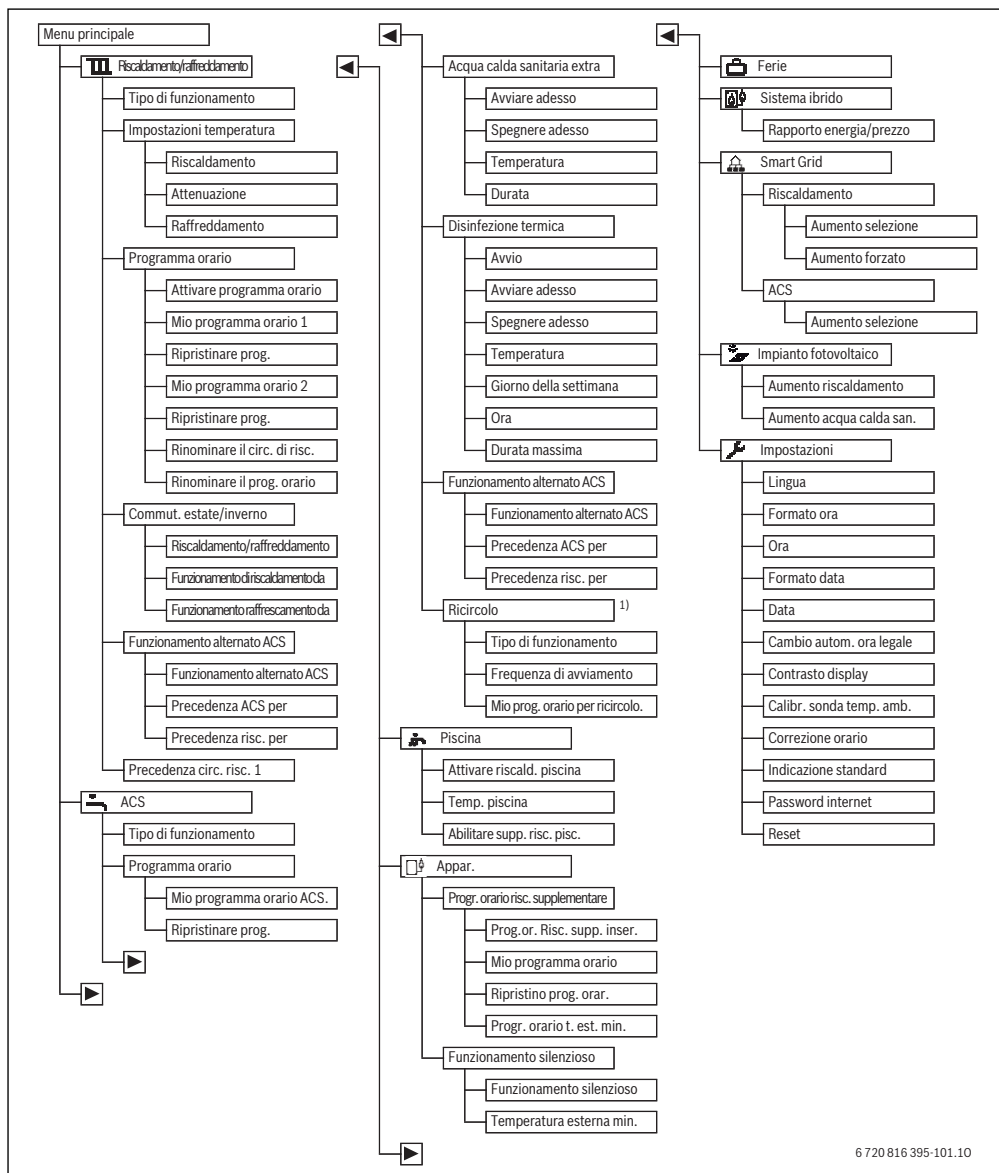 Menu principale
Riscaldamento/raffreddamento
Tipo di funzionamento
Impostazioni temperatura
Riscaldamento
Attenuazione
Raffreddamento
Programma orario
Attivare programma orario
Mio programma orario 1
Ripristinare prog.
Mio programma orario 2
Ripristinare prog.
Rinominare il circ. di risc.
Rinominare il prog. orario
Commut. estate/inverno
Riscaldamento/raffreddamento
Funzionamento di riscaldamento da
Funzionamento raffrescamento da
Funzionamento alternato ACS
Funzionamento alternato ACS
Precedenza ACS per
Precedenza risc. per
Precedenza circ. risc. 1
ACS
Tipo di funzionamento
Programma orario
Mio programma orario ACS.
Ripristinare prog.
Acqua calda sanitaria extra
Avviare adesso
Spegnere adesso
Temperatura
Durata
Disinfezione termica
Avvio
Avviare adesso
Spegnere adesso
Temperatura
Giorno della settimana
Ora
Durata massima
Funzionamento alternato ACS
Funzionamento alternato ACS
Precedenza ACS per
Precedenza risc. per
Ricircolo 1)
Tipo di funzionamento
Frequenza di avviamento
Mio prog. orario per ricircolo.
Piscina
Attivare riscald. piscina
Temp. piscina
Abilitare supp. risc. pisc.
Appar.
Progr. orario risc. supplementare
Prog.or. Risc. supp. inser.
Mio programma orario
Ripristino prog. orar.
Progr. orario t. est. min.
Funzionamento silenzioso
Funzionamento silenzioso
Temperatura esterna min.
Ferie
Sistema ibrido
Rapporto energia/prezzo
Smart Grid
Riscaldamento
Aumento selezione
Aumento forzato
ACS
Aumento selezione
Impianto fotovoltaico
Aumento riscaldamento
Aumento acqua calda san.
Impostazioni
Lingua
Formato ora
Ora
Formato data
Data
Cambio autom. ora legale
Contrasto display
Calibr. sonda temp. amb.
Correzione orario
Indicazione standard
Password internet
Reset
6 720 816 395-101.1O